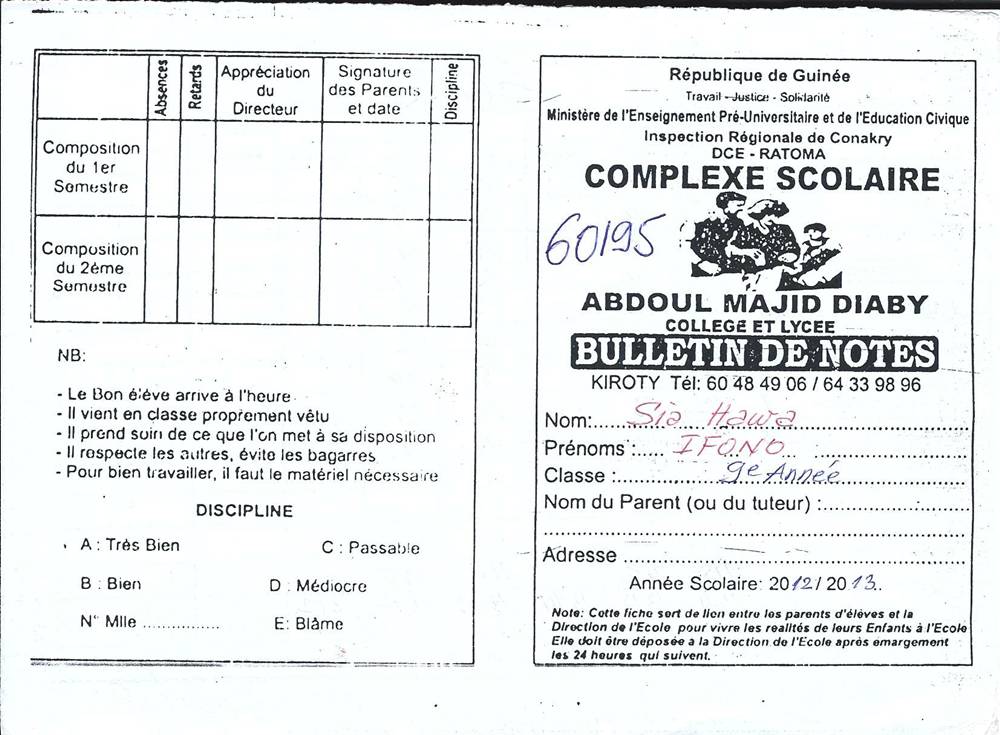 Absences
Retards
Appréciation du Directeur
Signature des Parents et date
Discipline
Composition
du 1er
Semestre
Composition
du 2éme
Semestre
NB:
- Le Bon élève arrive à l'heure
- Il vient en classe proprement vêtu
- Il prend soin de ce que l'on met à sa disposition
- Il respecte les autres, évite les bagarres
- Pour bien travailler, il faut le matériel nécessaire
DISCIPLINE
A : Très Bien C : Passable
B : Bien D : Médiocre
N° Mlle ................ E: Blâme
République de Guinée
Travail - Justice - Solidarité
Ministère de l'Enseignement Pré-Universitaire et de l'Education Civique
Inspection Régionale de Conakry
DCE - RATOMA
COMPLEXE SCOLAIRE
60195
ABDOUL MAJID DIABY
COLLEGE ET LYCEE
BULLETIN DE NOTES
KIROTY Tél: 60 48 49 06 / 64 33 98 96
Nom: Sia Hawa
Prénoms : IFONO
Classe : 9e Année
Nom du Parent (ou du tuteur) :
Adresse
Année Scolaire: 2012 / 2013
Note: Cette fiche sert de lien entre les parents d'élèves et la
Direction de l'Ecole pour vivre les realités de leurs Enfants à l'Ecole
Elle doit être déposée a la Direction de l'Ecole après emargement
les 24 heures qui suivent.